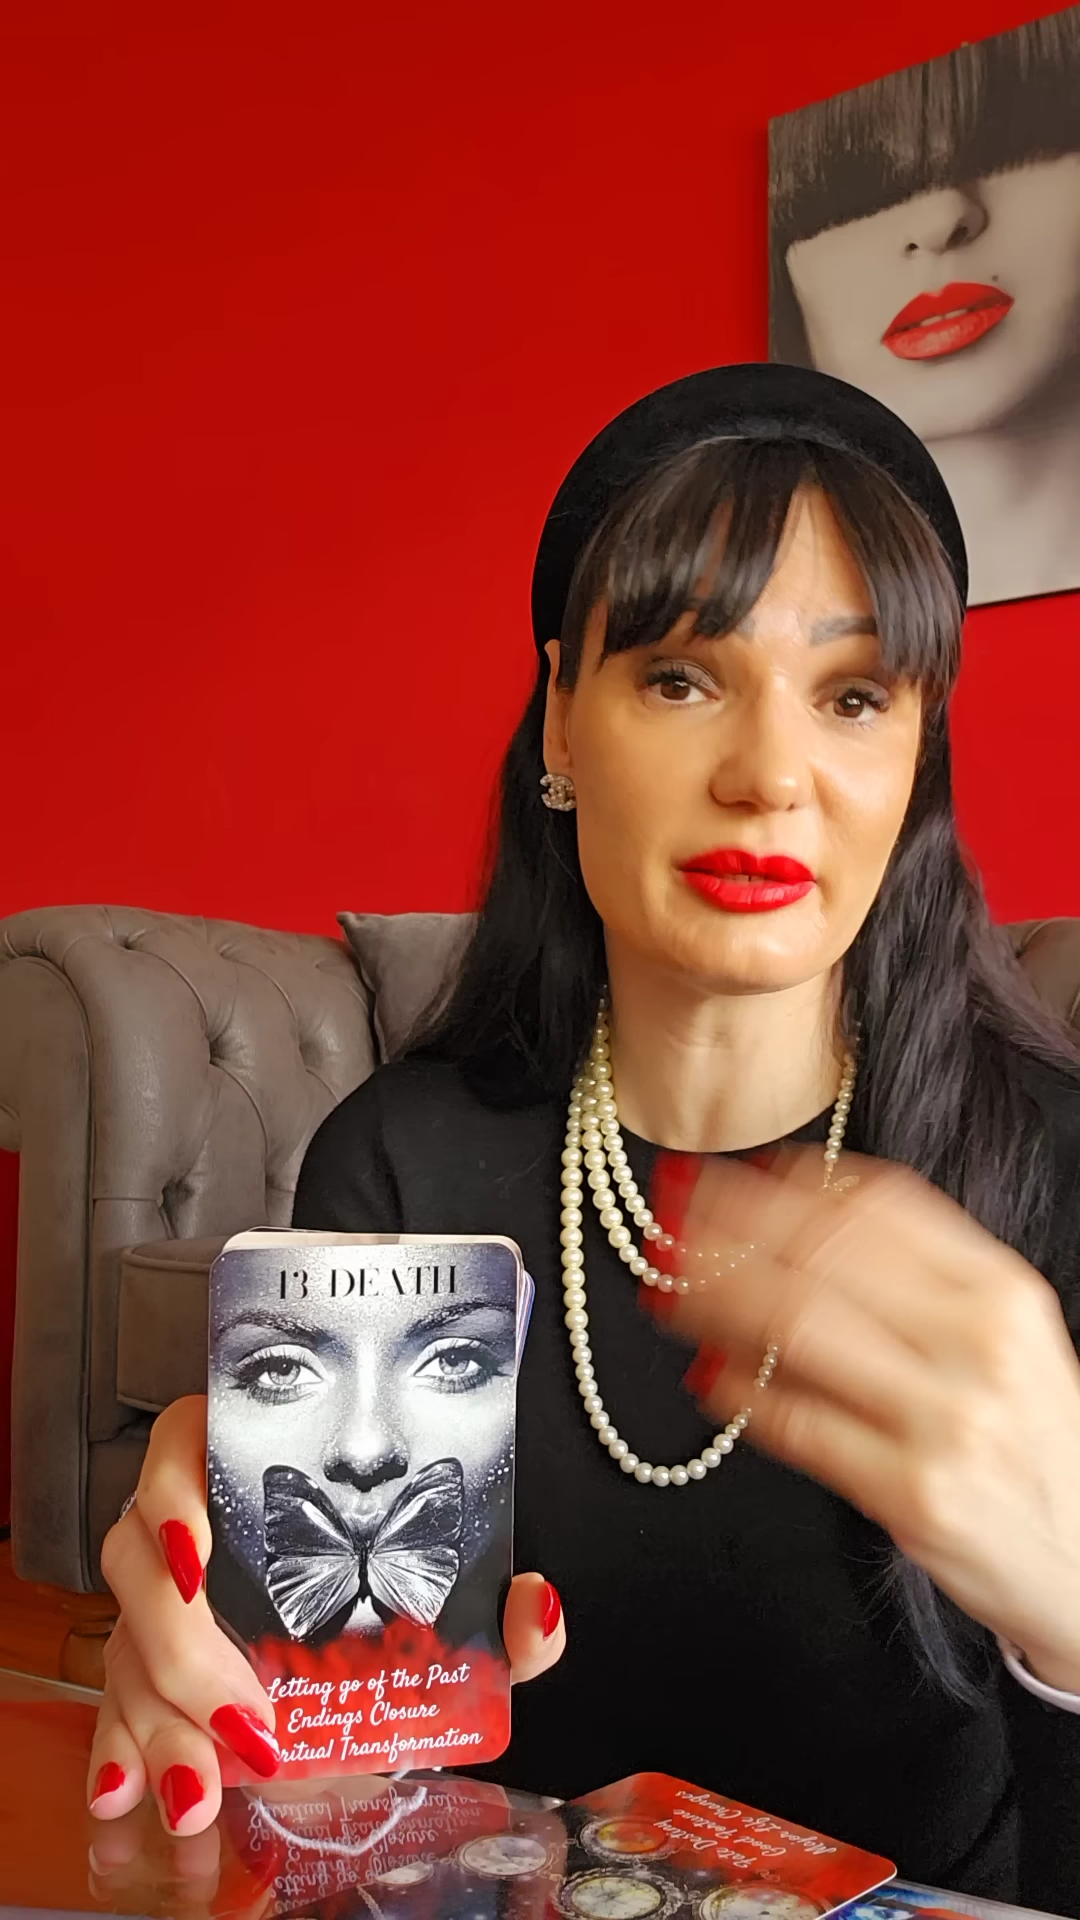 13 DEATH
Letting go of the Past
Endings Closure
Transformation
Fate Destiny
Good Fortune
Major Life Changes